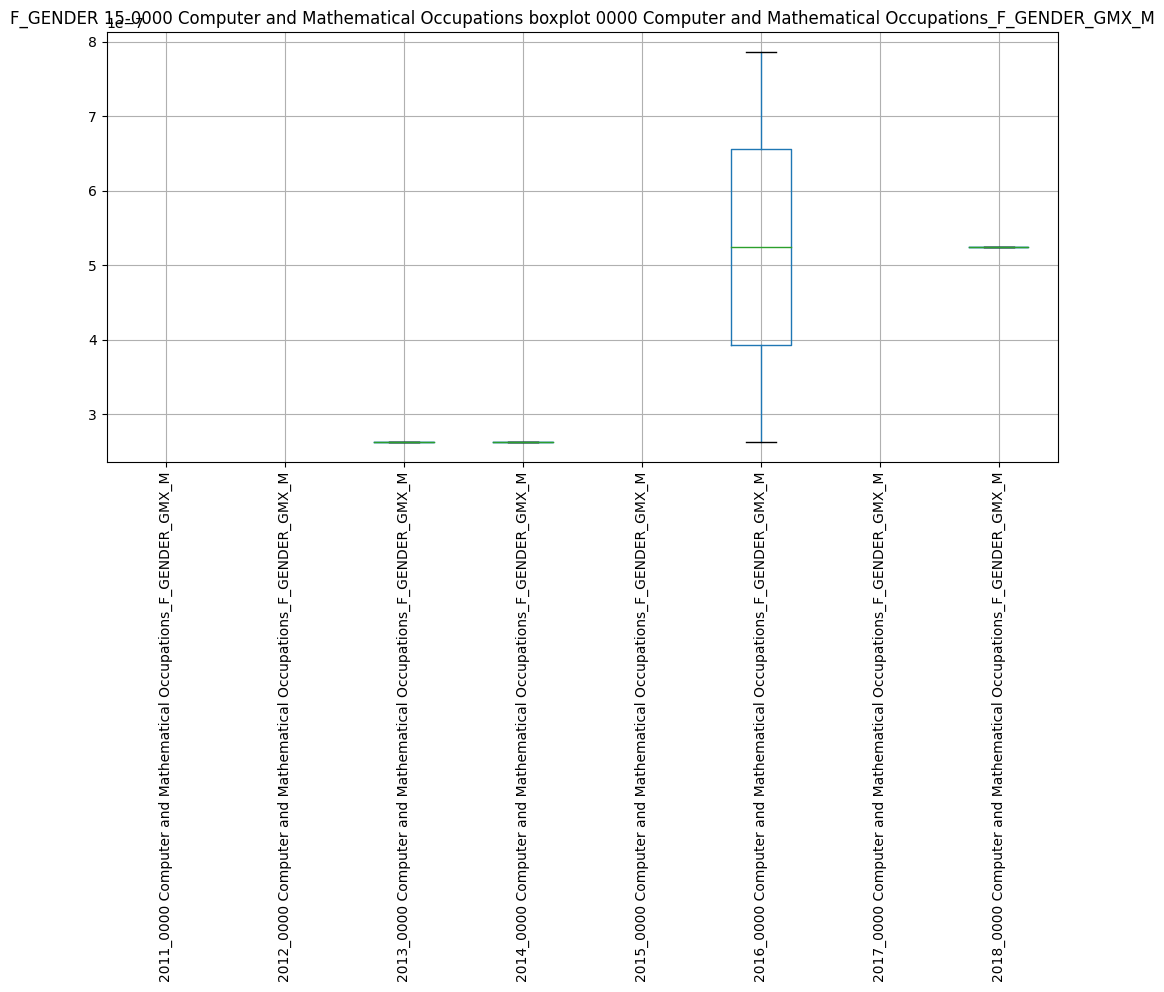 F_GENDER 15-0000 Computer and Mathematical Occupations boxplot 0000 Computer and Mathematical Occupations_F_GENDER_GMX_M
1e−7
8
7
6
5
4
3
2011_0000 Computer and Mathematical Occupations_F_GENDER_GMX_M
2012_0000 Computer and Mathematical Occupations_F_GENDER_GMX_M
2013_0000 Computer and Mathematical Occupations_F_GENDER_GMX_M
2014_0000 Computer and Mathematical Occupations_F_GENDER_GMX_M
2015_0000 Computer and Mathematical Occupations_F_GENDER_GMX_M
2016_0000 Computer and Mathematical Occupations_F_GENDER_GMX_M
2017_0000 Computer and Mathematical Occupations_F_GENDER_GMX_M
2018_0000 Computer and Mathematical Occupations_F_GENDER_GMX_M